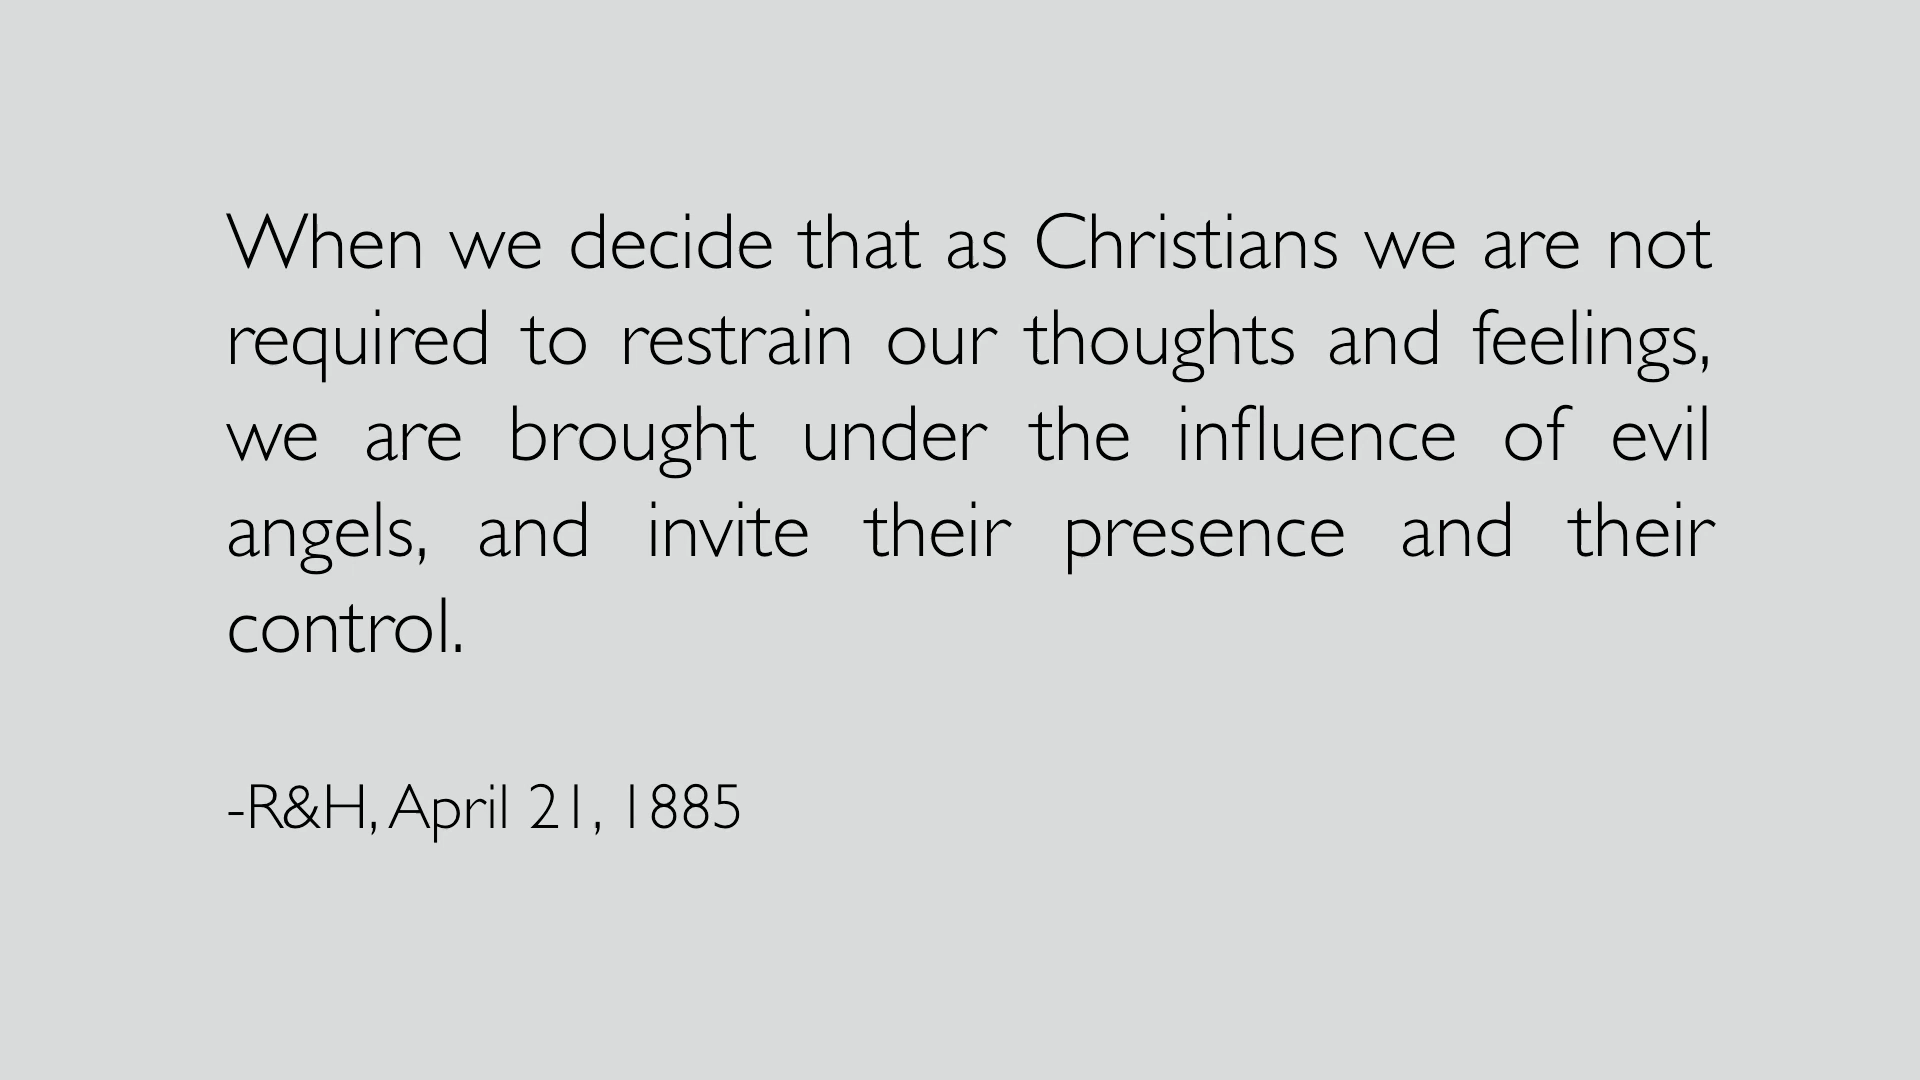 When we decide that as Christians we are not
required to restrain our thoughts and feelings,
we are brought under the influence of evil
angels, and invite their presence and their
control.
-R&H, April 21, 1885